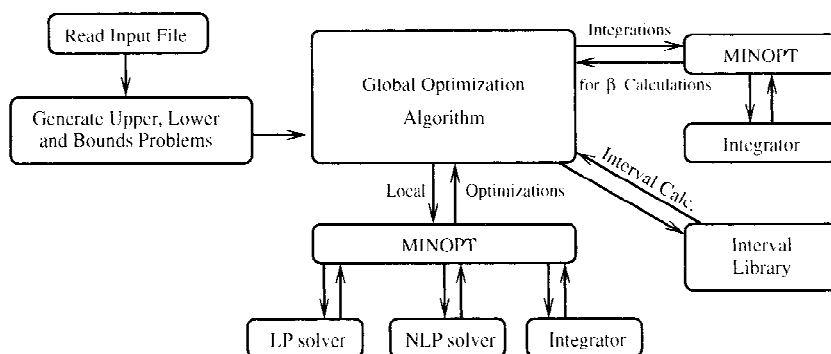 Read Input File
Generate Upper, Lower
and Bounds Problems
Global Optimization
Algorithm
Integrations
for β Calculations
MINOPT
Integrator
Interval Calc.
Interval
Library
Local
Optimizations
MINOPT
LP solver
NLP solver
Integrator